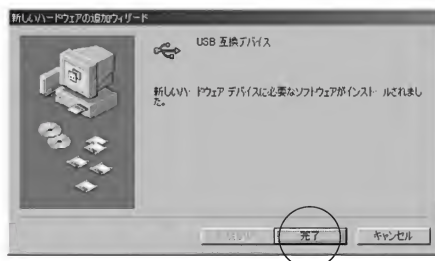 新しいハードウェアの追加ウィザード
USB 互換デバイス
新しいハードウェア デバイスに必要なソフトウェアがインストールされまし
た。
完了
キャンセル